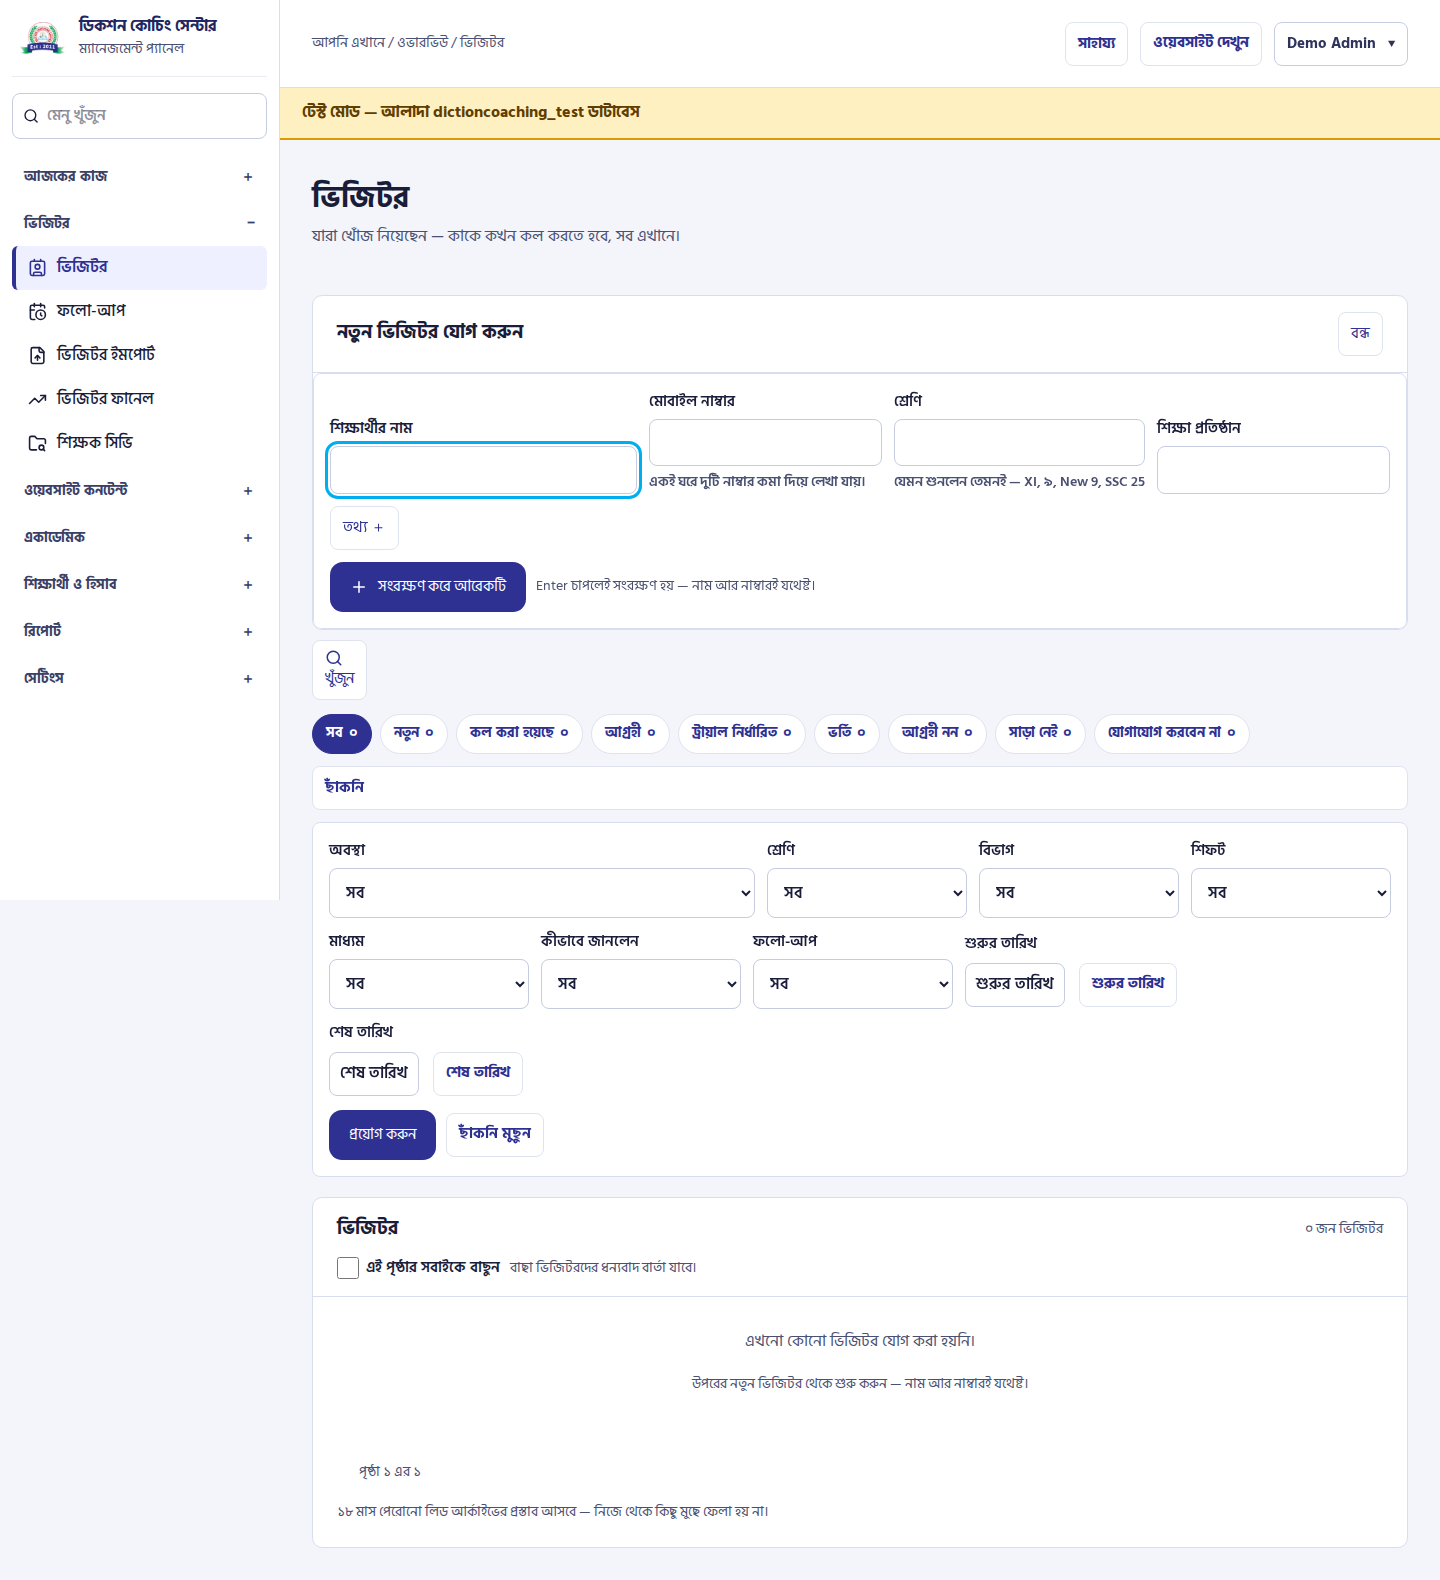 ডিকশন কোচিং সেন্টার
ম্যানেজমেন্ট প্যানেল
Est : 2011
মেনু খুঁজুন
আজকের কাজ +
ভিজিটর −
ভিজিটর
ফলো-আপ
ভিজিটর ইমপোর্ট
ভিজিটর ফানেল
শিক্ষক সিভি
ওয়েবসাইট কনটেন্ট +
একাডেমিক +
শিক্ষার্থী ও হিসাব +
রিপোর্ট +
সেটিংস +
আপনি এখানে / ওভারভিউ / ভিজিটর
সাহায্য ওয়েবসাইট দেখুন Demo Admin ▾
টেস্ট মোড — আলাদা dictioncoaching_test ডাটাবেস
ভিজিটর
যারা খোঁজ নিয়েছেন — কাকে কখন কল করতে হবে, সব এখানে।
নতুন ভিজিটর যোগ করুন বন্ধ
শিক্ষার্থীর নাম মোবাইল নাম্বার শ্রেণি শিক্ষা প্রতিষ্ঠান
একই ঘরে দুটি নাম্বার কমা দিয়ে লেখা যায়। যেমন শুনলেন তেমনই — XI, ৯, New 9, SSC 25
তথ্য +
+ সংরক্ষণ করে আরেকটি Enter চাপলেই সংরক্ষণ হয় — নাম আর নাম্বারই যথেষ্ট।
খুঁজুন
সব ০ নতুন ০ কল করা হয়েছে ০ আগ্রহী ০ ট্রায়াল নির্ধারিত ০ ভর্তি ০ আগ্রহী নন ০ সাড়া নেই ০ যোগাযোগ করবেন না ০
ছাঁকনি
অবস্থা শ্রেণি বিভাগ শিফট
সব সব সব সব
মাধ্যম কীভাবে জানলেন ফলো-আপ শুরুর তারিখ
সব সব সব শুরুর তারিখ শুরুর তারিখ
শেষ তারিখ
শেষ তারিখ শেষ তারিখ
প্রয়োগ করুন ছাঁকনি মুছুন
ভিজিটর ০ জন ভিজিটর
এই পৃষ্ঠার সবাইকে বাছুন বাছা ভিজিটরদের ধন্যবাদ বার্তা যাবে।
এখনো কোনো ভিজিটর যোগ করা হয়নি।
উপরের নতুন ভিজিটর থেকে শুরু করুন — নাম আর নাম্বারই যথেষ্ট।
পৃষ্ঠা ১ এর ১
১৮ মাস পেরোনো লিড আর্কাইভের প্রস্তাব আসবে — নিজে থেকে কিছু মুছে ফেলা হয় না।